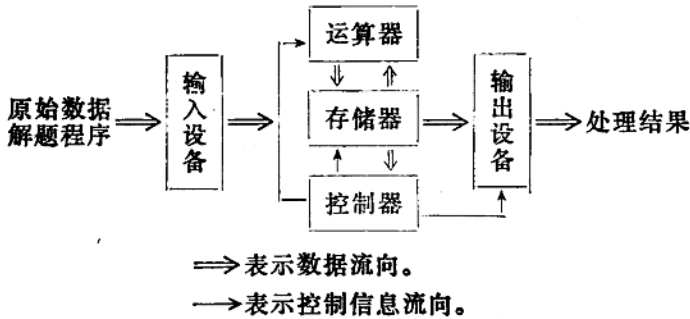 运算器
原始数据
解题程序
输入设备
存储器
输出设备
处理结果
控制器
⇒表示数据流向。
→表示控制信息流向。